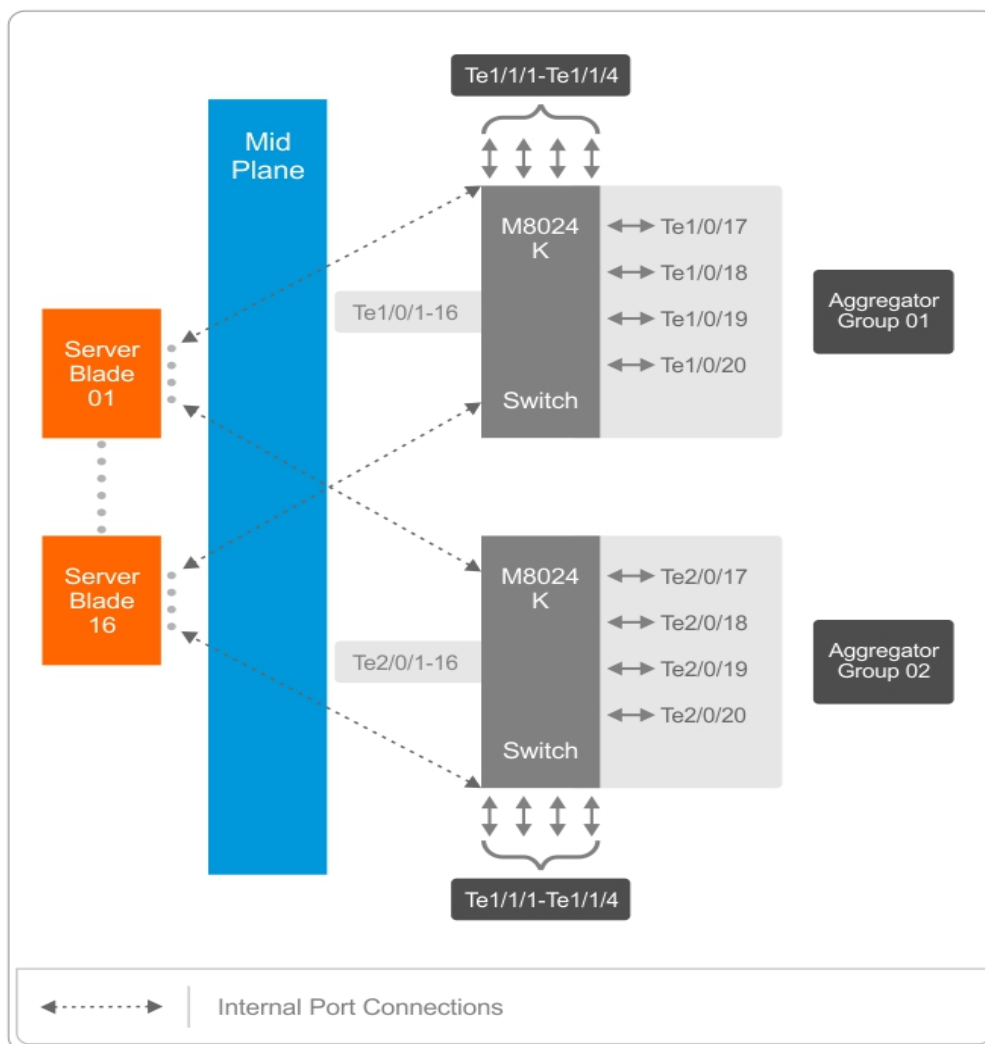 Te1/1/1-Te1/1/4
Mid
Plane
M8024
K
Te1/0/17
Te1/0/18
Te1/0/19
Te1/0/20
Te1/0/1-16
Switch
Aggregator
Group 01
Server
Blade
01
Server
Blade
16
M8024
K
Te2/0/17
Te2/0/18
Te2/0/19
Te2/0/20
Te2/0/1-16
Switch
Aggregator
Group 02
Te1/1/1-Te1/1/4
Internal Port Connections